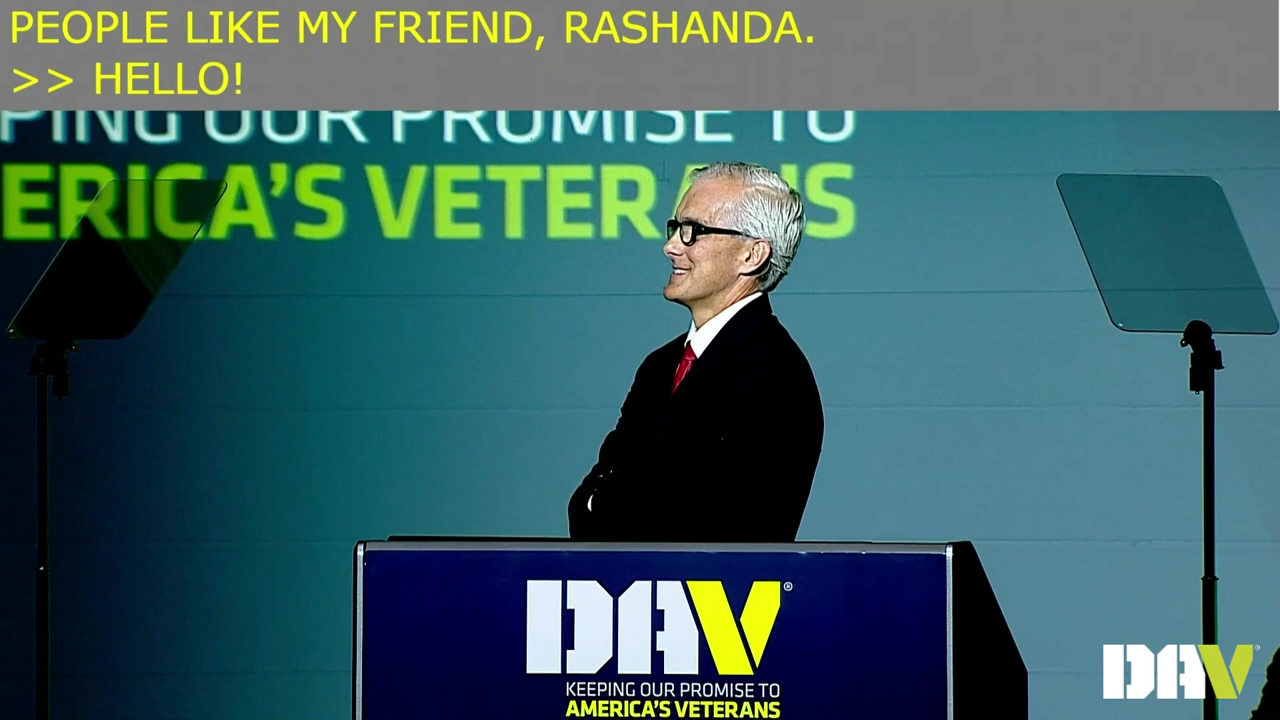 PEOPLE LIKE MY FRIEND, RASHANDA.
>> HELLO!
PING OUR PROMISE TO
ERICA'S VETERANS
DAV®
KEEPING OUR PROMISE TO
AMERICA'S VETERANS
DAV®